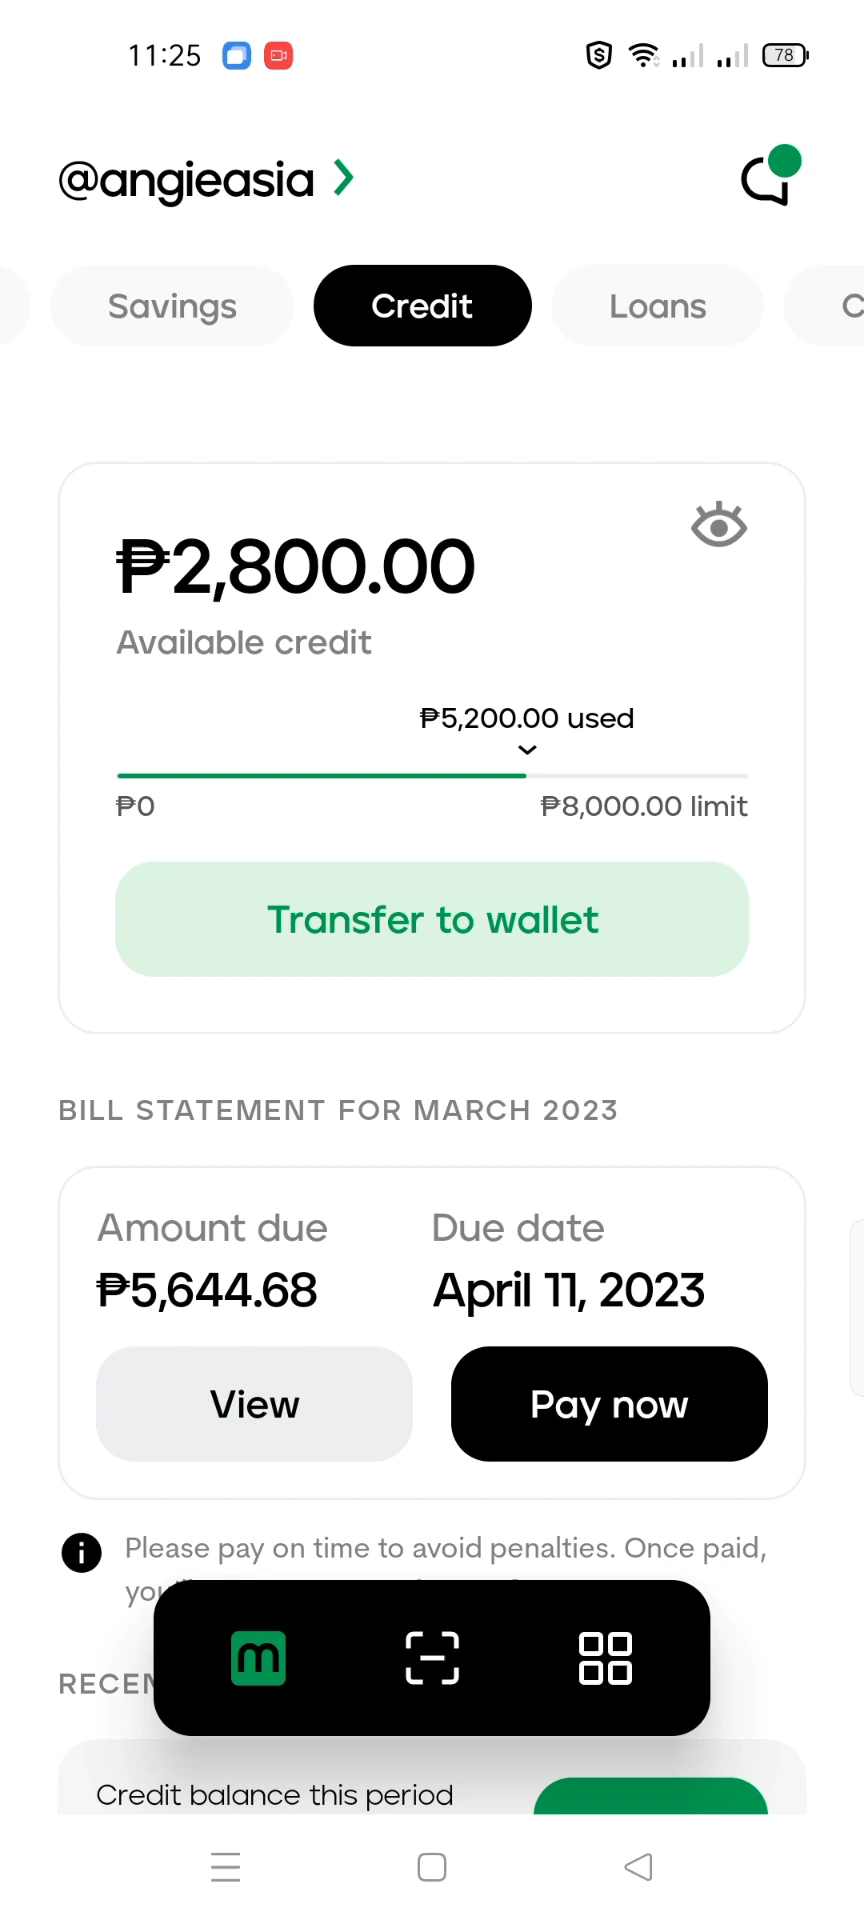 11:25
78
@angieasia
Savings
Credit
Loans
C
₱2,800.00
Available credit
₱5,200.00 used
₱0
₱8,000.00 limit
Transfer to wallet
BILL STATEMENT FOR MARCH 2023
Amount due
Due date
₱5,644.68
April 11, 2023
View
Pay now
Please pay on time to avoid penalties. Once paid,
m
Credit balance this period